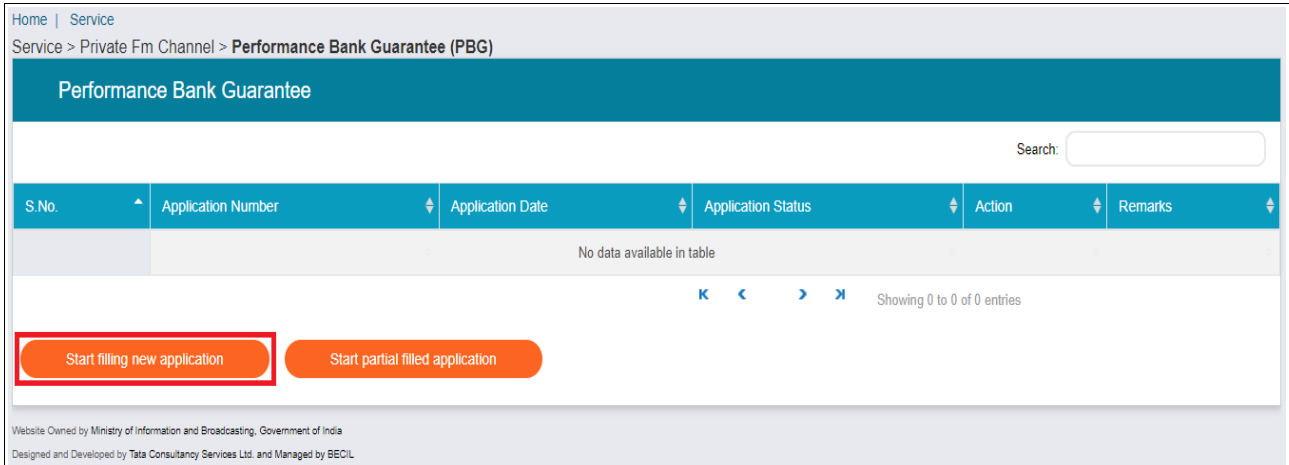 Home | Service
Service > Private Fm Channel > Performance Bank Guarantee (PBG)
Performance Bank Guarantee
Search:
S.No. Application Number Application Date Application Status Action Remarks
No data available in table
Showing 0 to 0 of 0 entries
Start filling new application Start partial filled application
Website Owned by Ministry of Information and Broadcasting, Government of India
Designed and Developed by Tata Consultancy Services Ltd. and Managed by BECIL